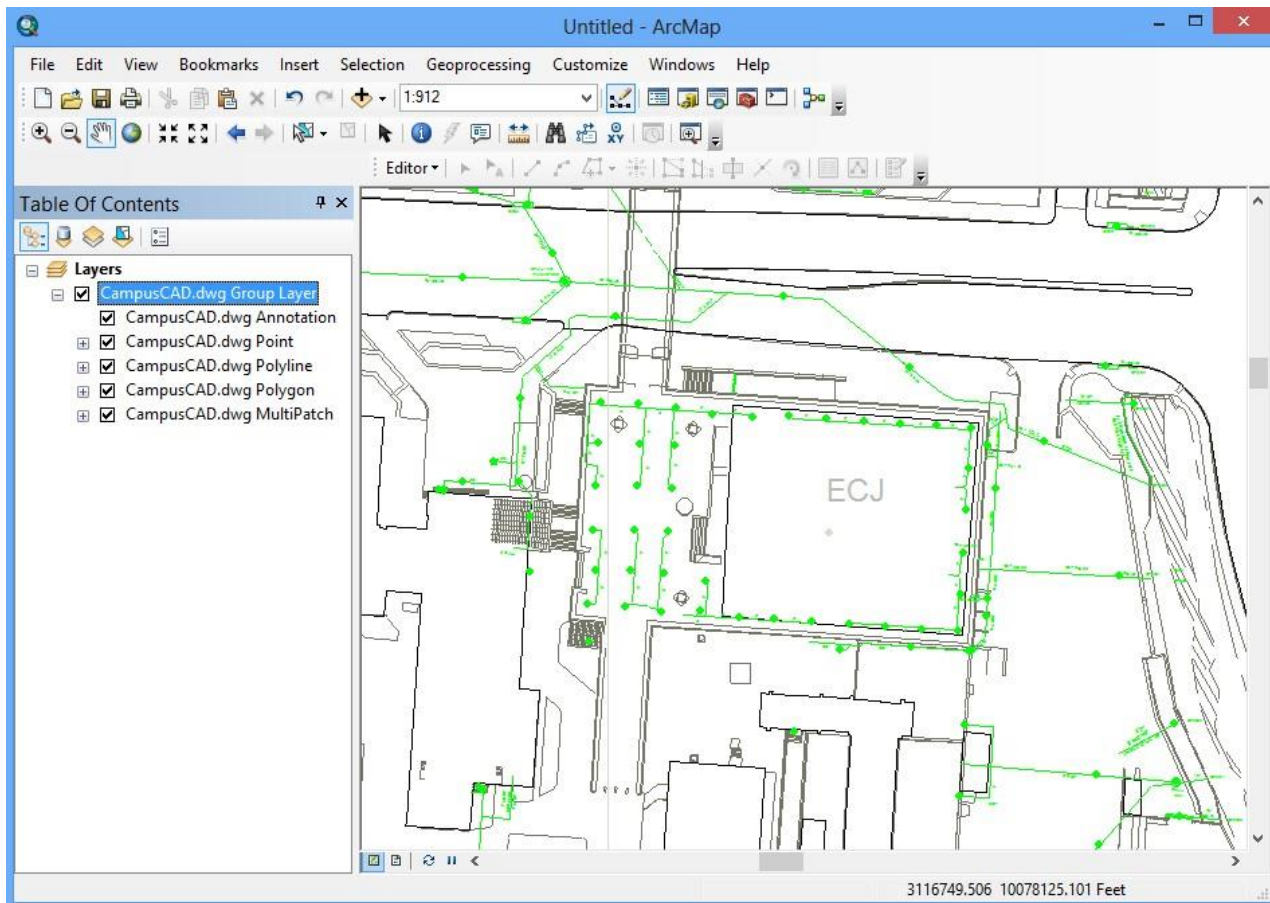 Untitled - ArcMap
File Edit View Bookmarks Insert Selection Geoprocessing Customize Windows Help
1:912
Editor
Table Of Contents
Layers
CampusCAD.dwg Group Layer
CampusCAD.dwg Annotation
CampusCAD.dwg Point
CampusCAD.dwg Polyline
CampusCAD.dwg Polygon
CampusCAD.dwg MultiPatch
ECJ
3116749.506 10078125.101 Feet